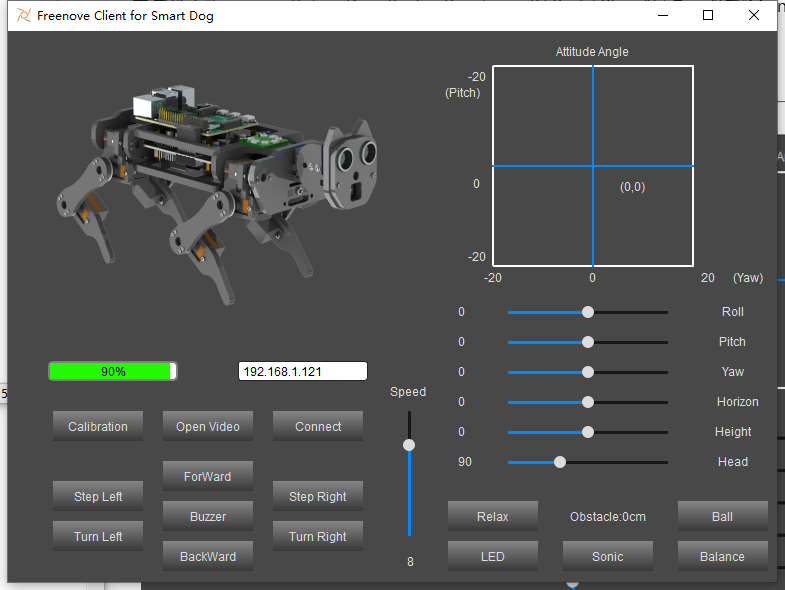 Freenove Client for Smart Dog
Attitude Angle
-20
(Pitch)
0
(0,0)
-20
-20
0
20
(Yaw)
0
Roll
0
Pitch
0
Yaw
0
Horizon
0
Height
90
Head
90%
192.168.1.121
Speed
8
Calibration
Open Video
Connect
ForWard
Step Left
Step Right
Buzzer
Turn Left
Turn Right
BackWard
Relax
Obstacle:0cm
Ball
LED
Sonic
Balance
5
A